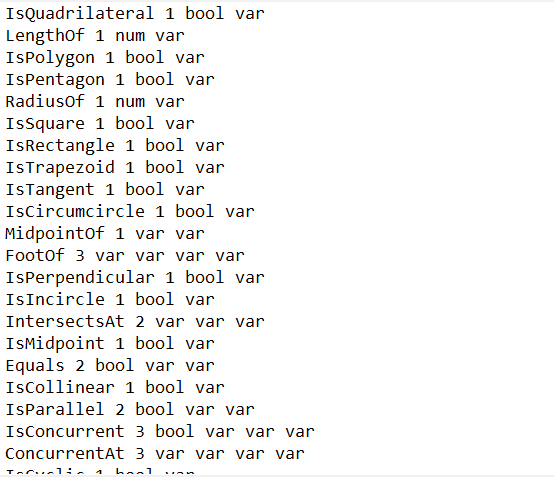 IsQuadrilateral 1 bool var
LengthOf 1 num var
IsPolygon 1 bool var
IsPentagon 1 bool var
RadiusOf 1 num var
IsSquare 1 bool var
IsRectangle 1 bool var
IsTrapezoid 1 bool var
IsTangent 1 bool var
IsCircumcircle 1 bool var
MidpointOf 1 var var
FootOf 3 var var var var
IsPerpendicular 1 bool var
IsIncircle 1 bool var
IntersectsAt 2 var var var
IsMidpoint 1 bool var
Equals 2 bool var var
IsCollinear 1 bool var
IsParallel 2 bool var var
IsConcurrent 3 bool var var var
ConcurrentAt 3 var var var var
IsCyclic 1 bool var